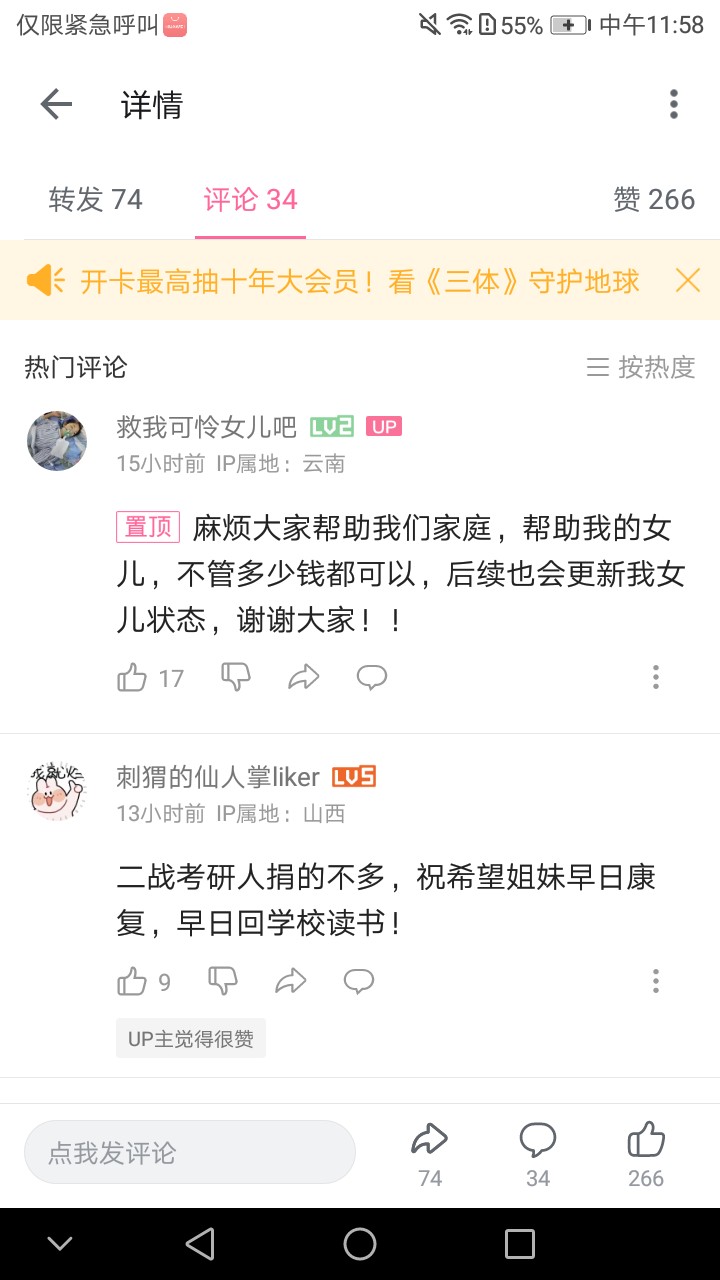 仅限紧急呼叫 55% 中午11:58
详情
转发 74 评论 34 赞 266
开卡最高抽十年大会员！看《三体》守护地球
热门评论 按热度
救我可怜女儿吧 LV2 UP
15小时前 IP属地：云南
置顶 麻烦大家帮助我们家庭，帮助我的女
儿，不管多少钱都可以，后续也会更新我女
儿状态，谢谢大家！！
17
刺猬的仙人掌liker LV5
13小时前 IP属地：山西
二战考研人捐的不多，祝希望姐妹早日康
复，早日回学校读书！
9
UP主觉得很赞
点我发评论
74 34 266